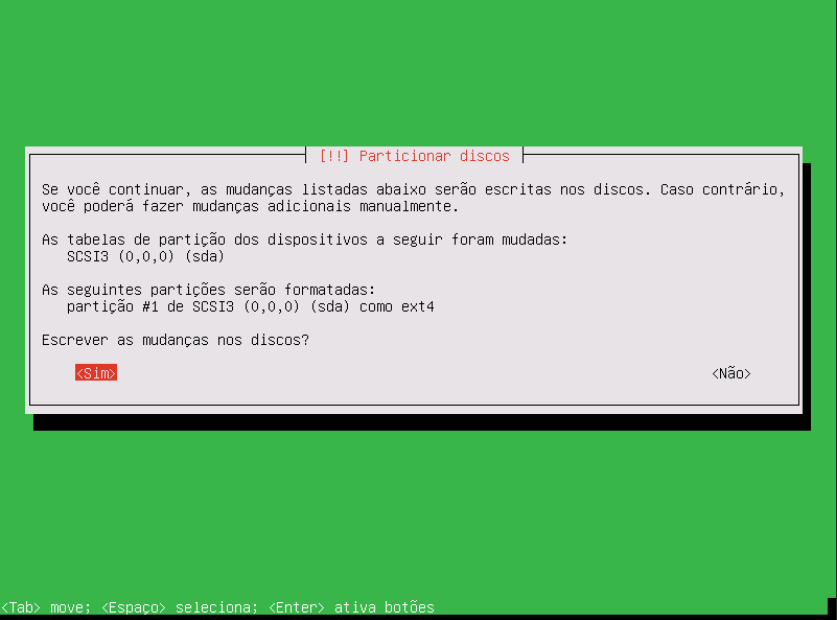 [!!] Particionar discos
Se você continuar, as mudanças listadas abaixo serão escritas nos discos. Caso contrário,
você poderá fazer mudanças adicionais manualmente.
As tabelas de partição dos dispositivos a seguir foram mudadas:
SCSI3 (0,0,0) (sda)
As seguintes partições serão formatadas:
partição #1 de SCSI3 (0,0,0) (sda) como ext4
Escrever as mudanças nos discos?
<Sim> <Não>
<Tab> move; <Espaço> seleciona; <Enter> ativa botões